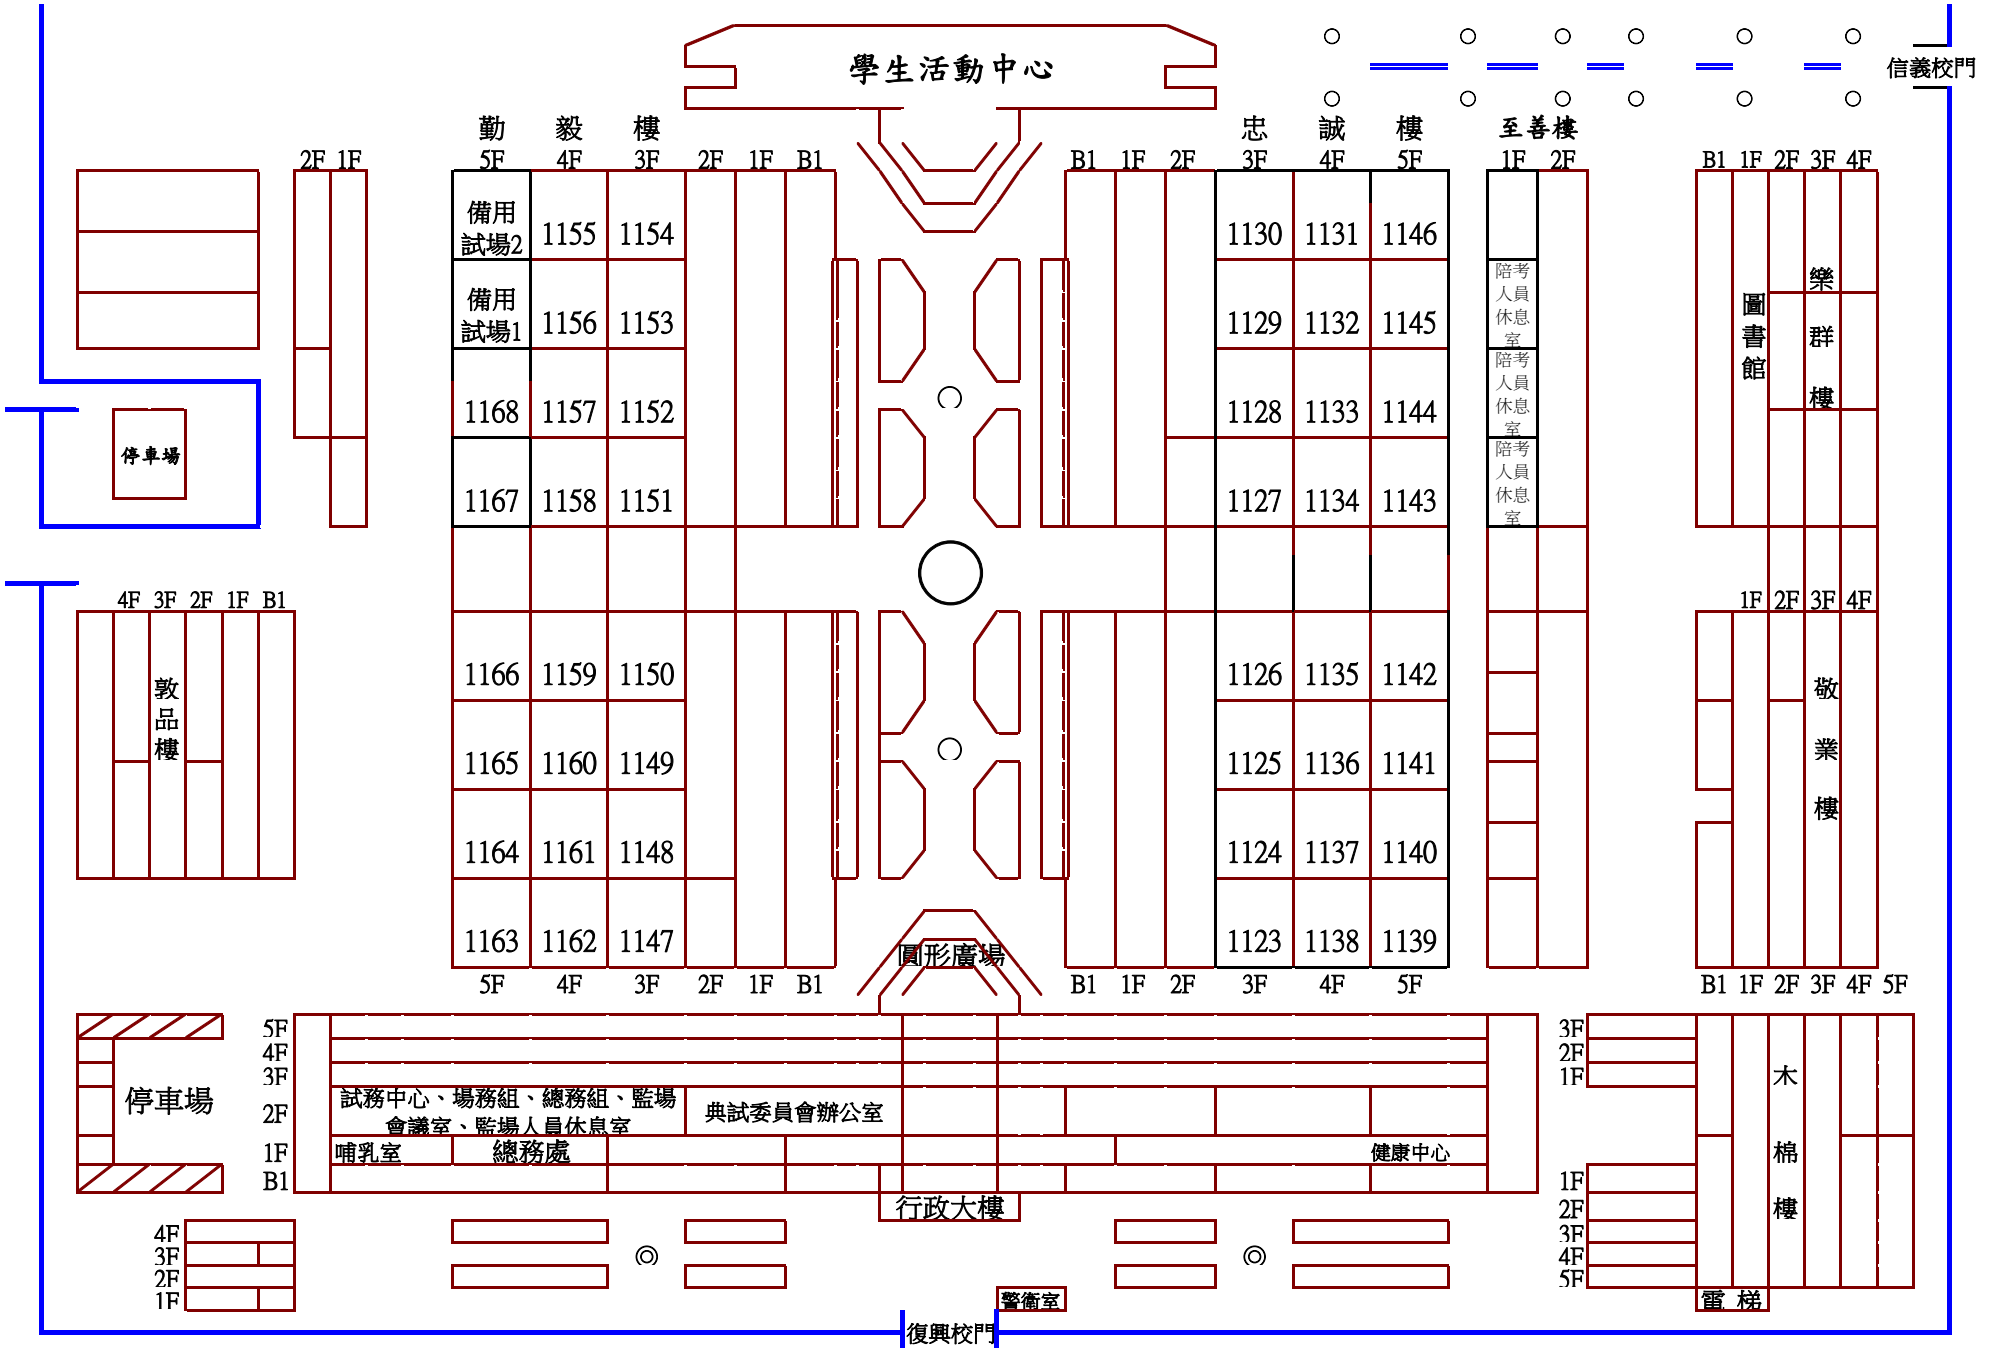 學生活動中心
信義校門
勤 毅 樓
忠 誠 樓
至善樓
2F 1F
5F 4F 3F 2F 1F B1
B1 1F 2F 3F 4F 5F
1F 2F
B1 1F 2F 3F 4F
備用
試場2
1155 1154
1130 1131 1146
備用
試場1
1156 1153
1129 1132 1145
陪考
人員
休息
室
圖
書
館
樂
群
樓
1168 1157 1152
1128 1133 1144
陪考
人員
休息
室
停車場
1167 1158 1151
1127 1134 1143
陪考
人員
休息
室
4F 3F 2F 1F B1
1F 2F 3F 4F
敦
品
樓
1166 1159 1150
1126 1135 1142
敬
業
樓
1165 1160 1149
1125 1136 1141
1164 1161 1148
1124 1137 1140
1163 1162 1147
圓形廣場
1123 1138 1139
5F 4F 3F 2F 1F B1
B1 1F 2F 3F 4F 5F
B1 1F 2F 3F 4F 5F
停車場
5F
4F
3F
2F
1F
B1
試務中心、場務組、總務組、監場
會議室、監場人員休息室
典試委員會辦公室
哺乳室
總務處
健康中心
行政大樓
3F
2F
1F
木
棉
樓
1F
2F
3F
4F
5F
電 梯
4F
3F
2F
1F
◎
◎
警衛室
復興校門